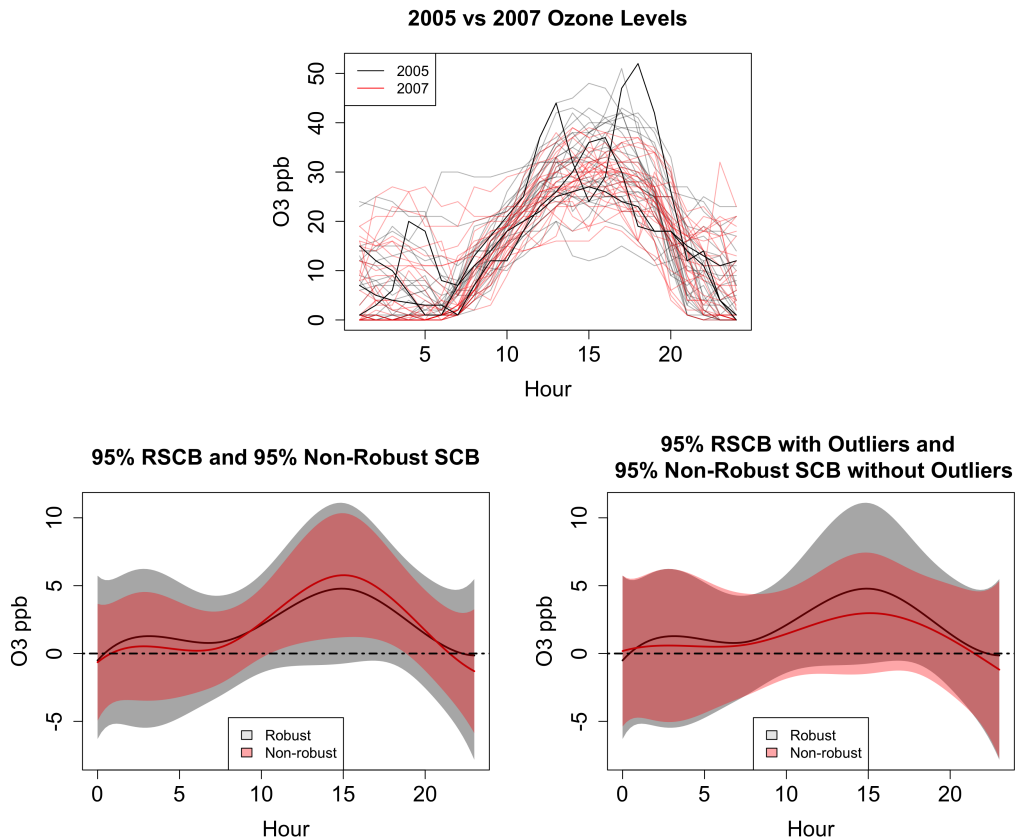 2005 vs 2007 Ozone Levels
2005
2007
50
40
30
20
10
0
O3 ppb
5
10
15
20
Hour
95% RSCB and 95% Non-Robust SCB
10
5
0
-5
O3 ppb
Robust
Non-robust
0
5
10
15
20
Hour
95% RSCB with Outliers and
95% Non-Robust SCB without Outliers
10
5
0
-5
O3 ppb
Robust
Non-robust
0
5
10
15
20
Hour